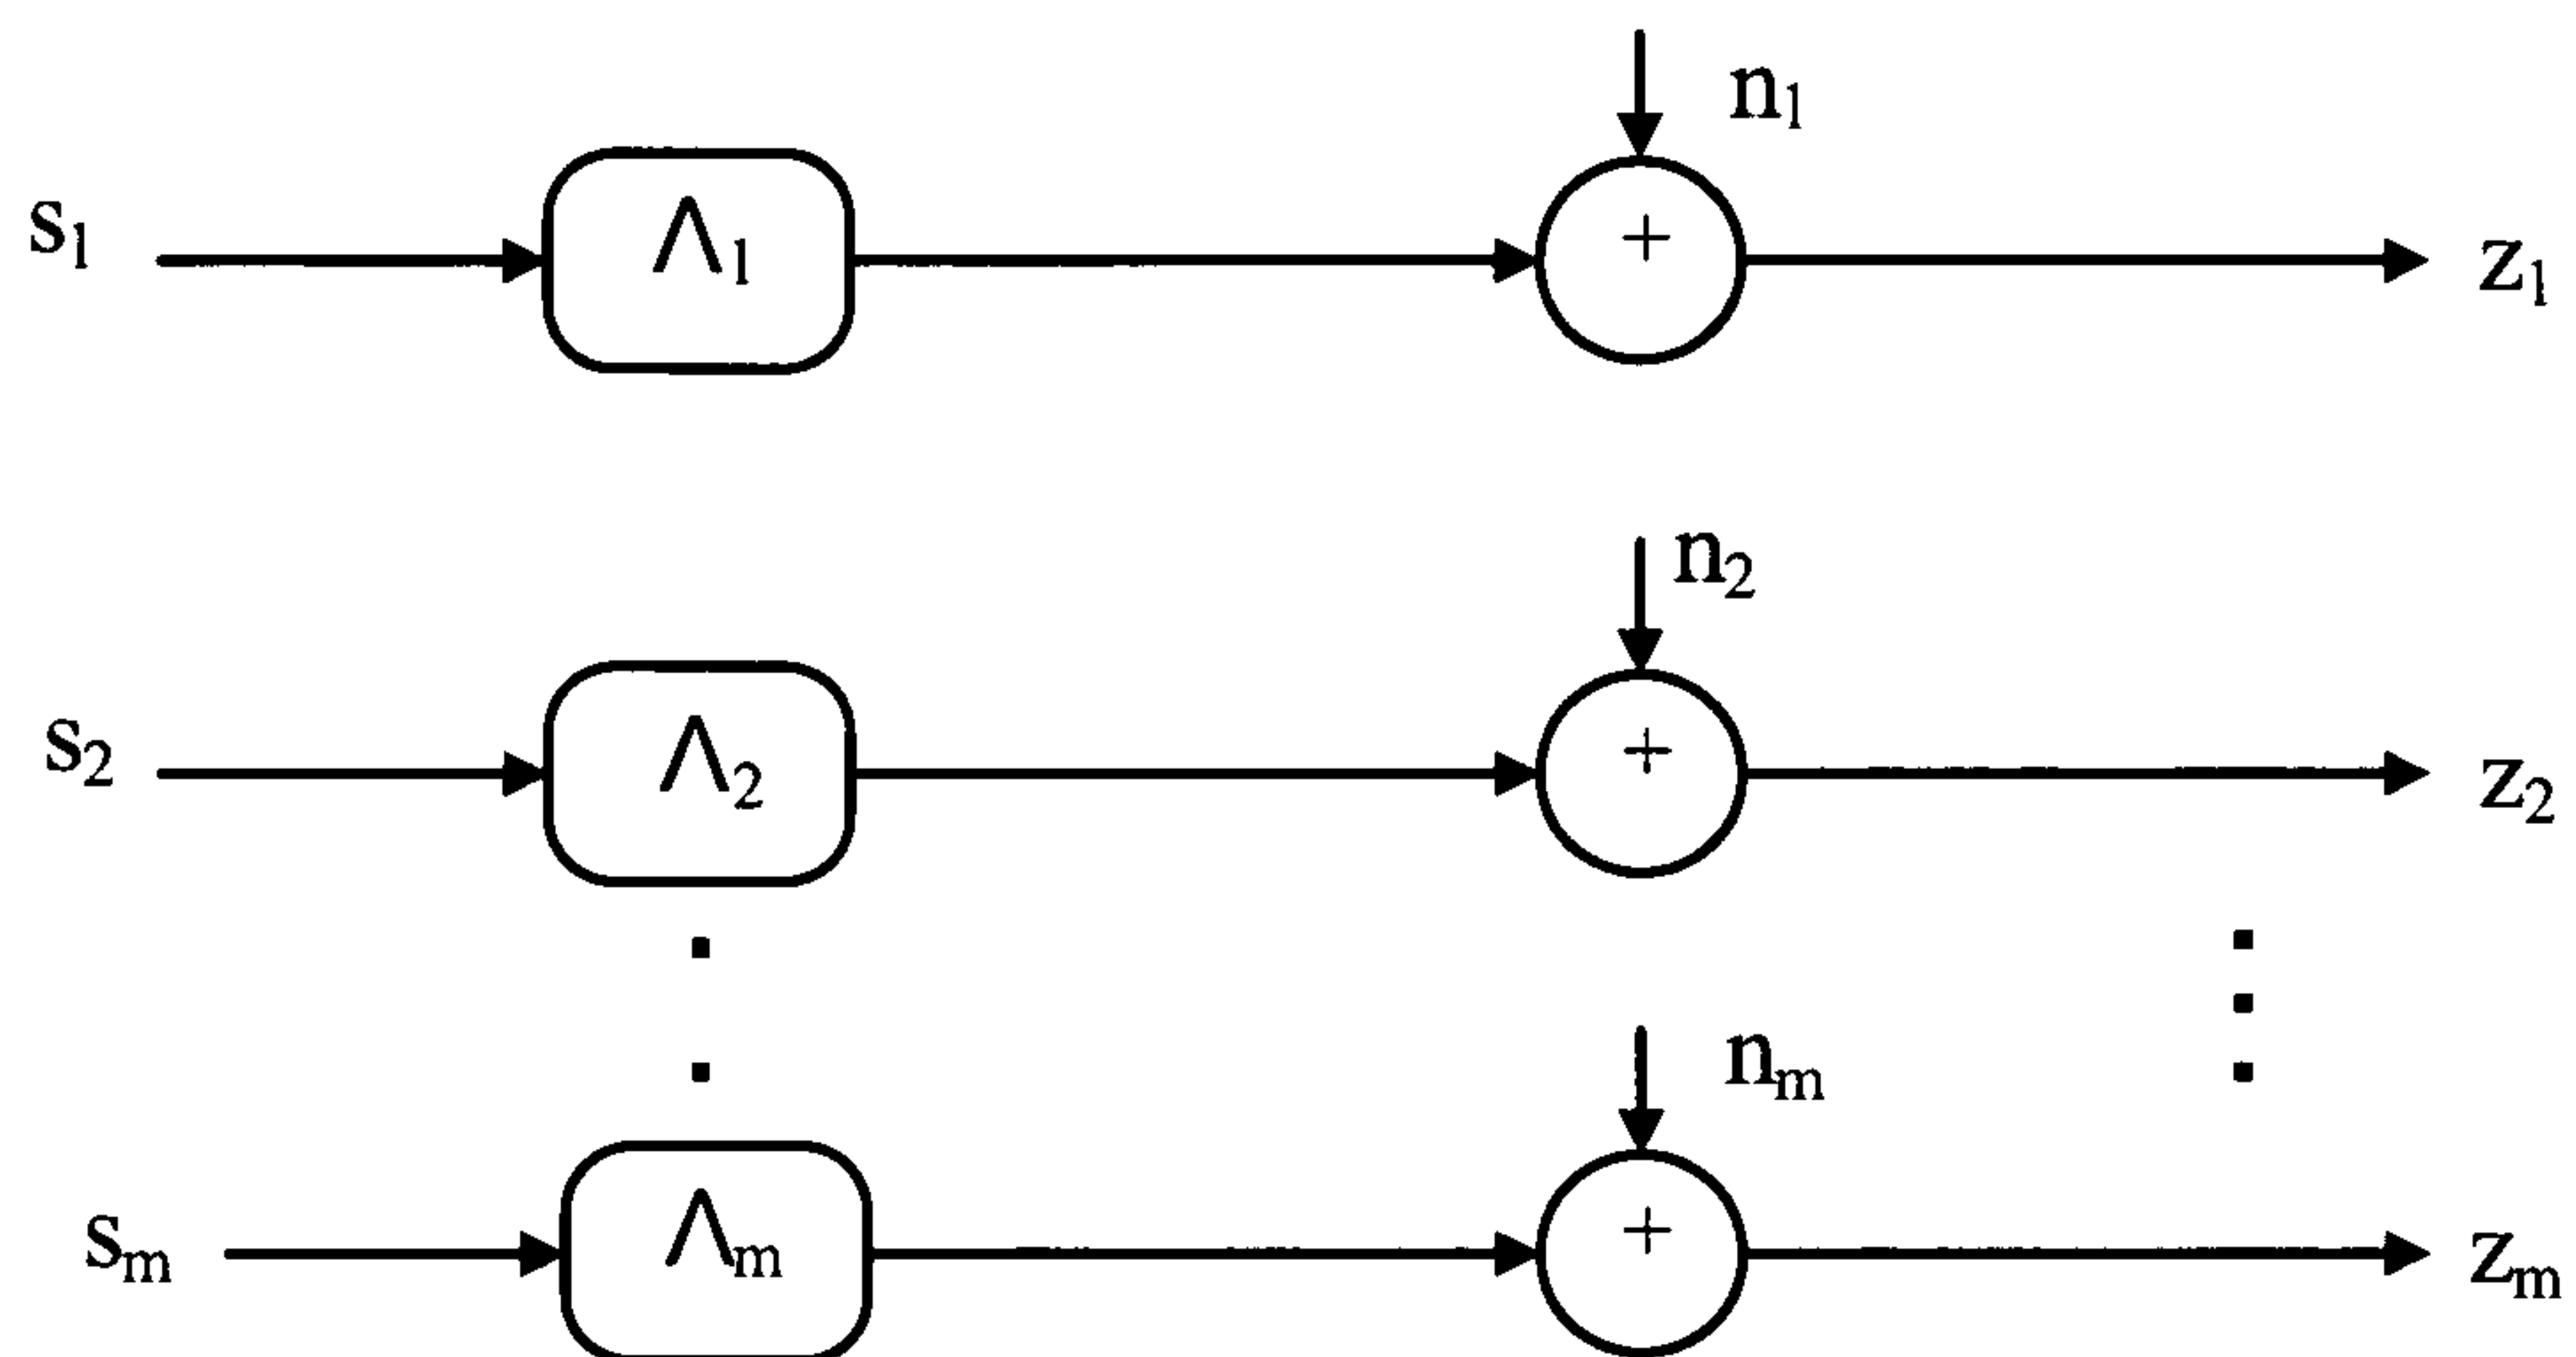 n₁
s₁ Λ₁ + z₁
n₂
s₂ Λ₂ + z₂
nₘ
sₘ Λₘ + zₘ